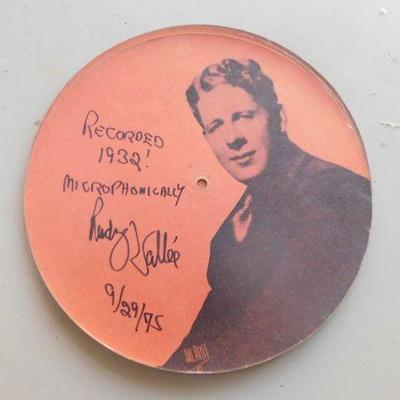 RECORDED
1932!
MICROPHONICALLY
Rudy Vallée
9/29/75